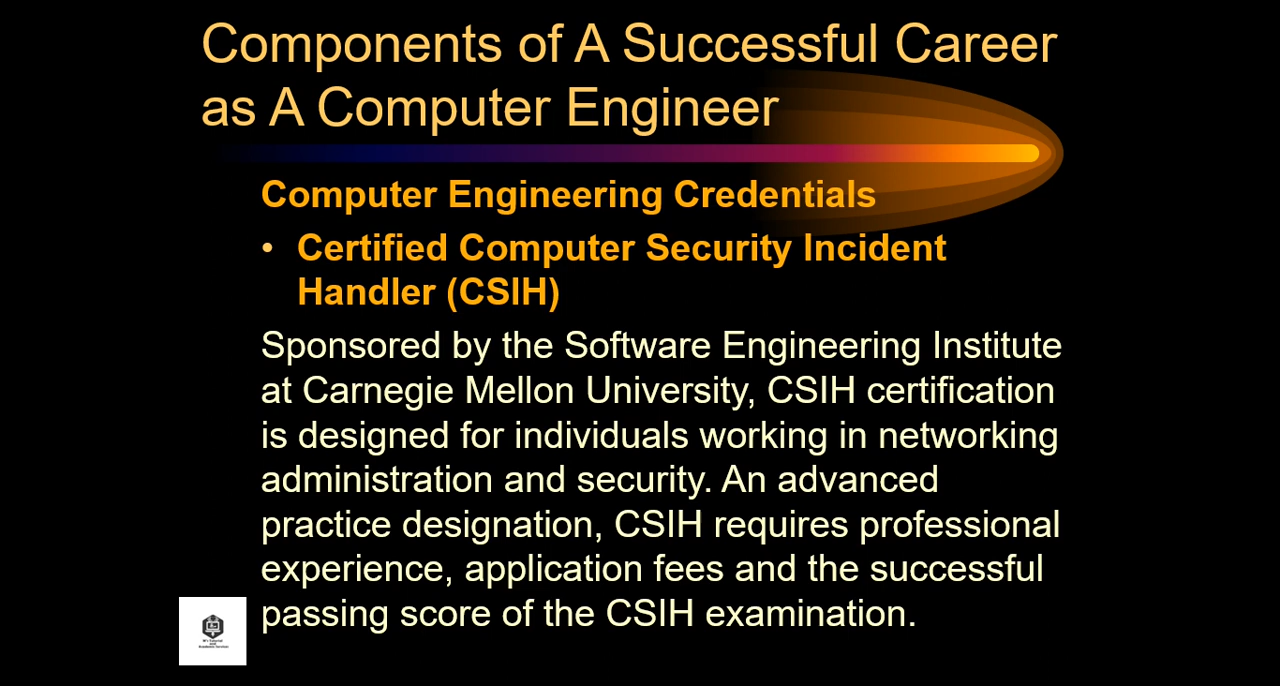 Components of A Successful Career
as A Computer Engineer
Computer Engineering Credentials
• Certified Computer Security Incident
Handler (CSIH)
Sponsored by the Software Engineering Institute
at Carnegie Mellon University, CSIH certification
is designed for individuals working in networking
administration and security. An advanced
practice designation, CSIH requires professional
experience, application fees and the successful
passing score of the CSIH examination.